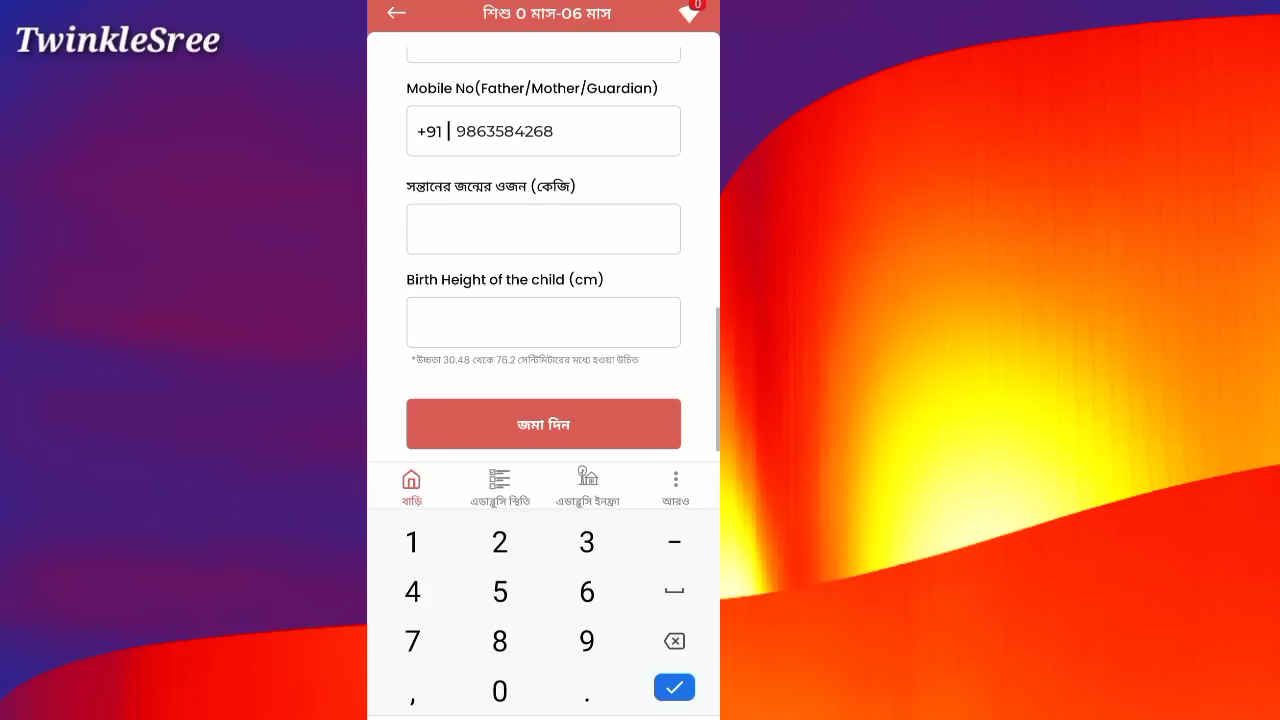 TwinkleSree
শিশু 0 মাস-06 মাস
0
Mobile No(Father/Mother/Guardian)
+91 9863584268
সন্তানের জন্মের ওজন (কেজি)
Birth Height of the child (cm)
*উচ্চতা 30.48 থেকে 76.2 সেন্টিমিটারের মধ্যে হওয়া উচিত
জমা দিন
বাড়ি এডাব্লুসি স্থিতি এডাব্লুসি ইনফ্রা আরও
1 2 3 −
4 5 6
7 8 9
, 0 .